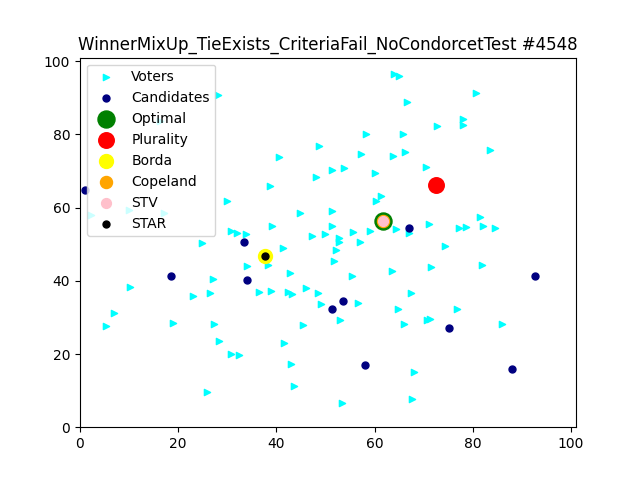 WinnerMixUp_TieExists_CriteriaFail_NoCondorcetTest #4548
100
80
60
40
20
0
Voters
Candidates
Optimal
Plurality
Borda
Copeland
STV
STAR
0 20 40 60 80 100